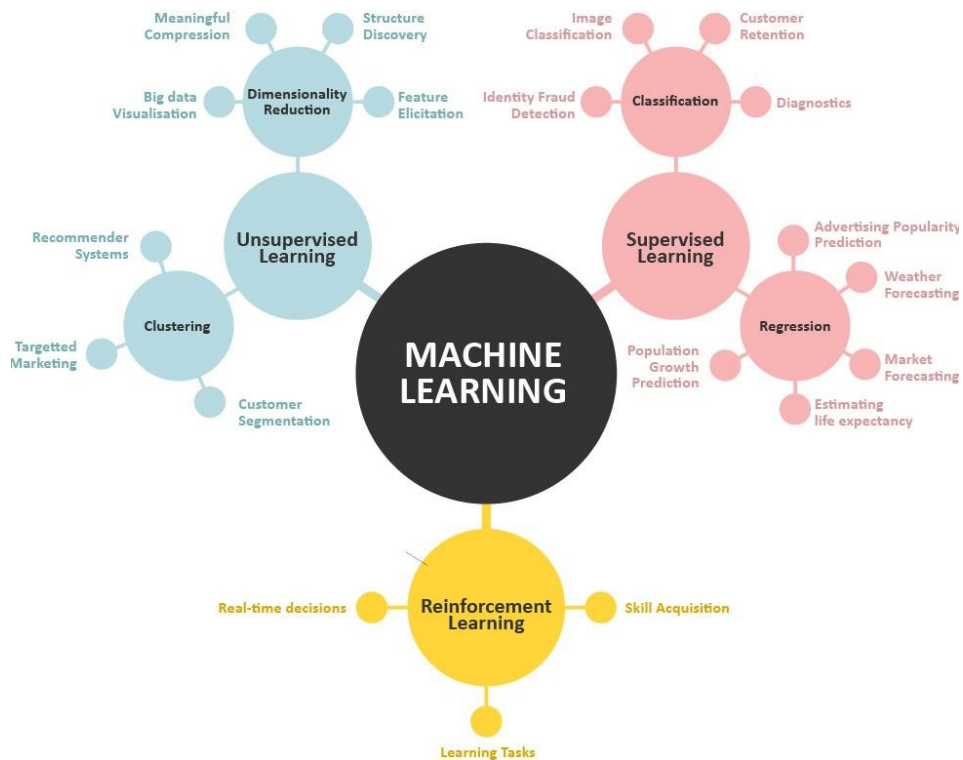 Meaningful
Compression
Structure
Discovery
Big data
Visualisation
Dimensionality
Reduction
Feature
Elicitation
Unsupervised
Learning
Recommender
Systems
Clustering
Targetted
Marketing
Customer
Segmentation
Image
Classification
Customer
Retention
Identity Fraud
Detection
Classification
Diagnostics
Supervised
Learning
Advertising Popularity
Prediction
Weather
Forecasting
Regression
Population
Growth
Prediction
Market
Forecasting
Estimating
life expectancy
MACHINE
LEARNING
Real-time decisions
Reinforcement
Learning
Skill Acquisition
Learning Tasks